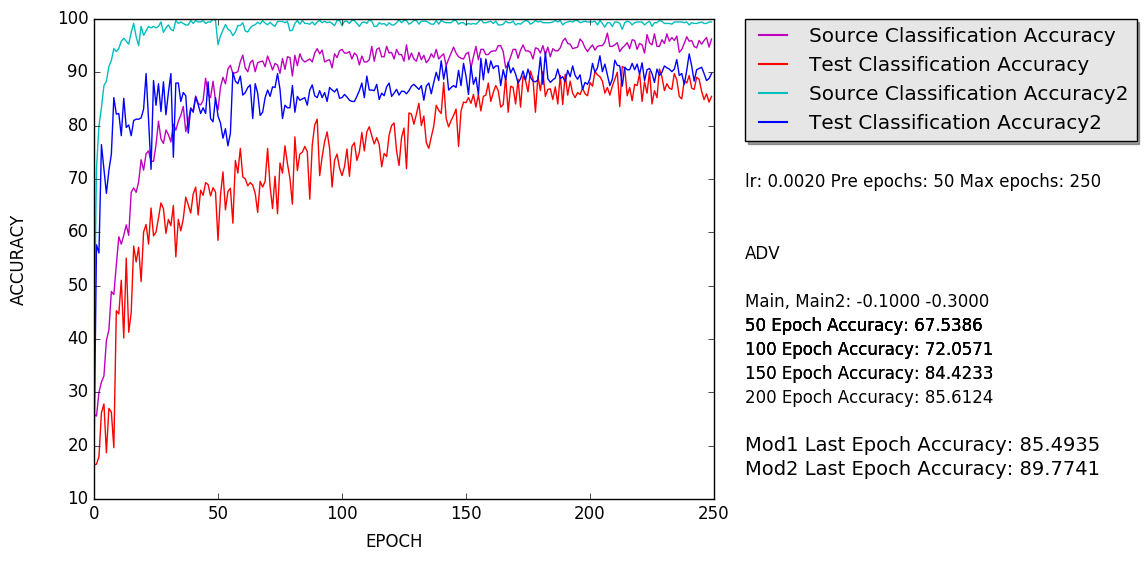 100
90
80
70
60
50
40
30
20
10
0
50
100
150
200
250
ACCURACY
EPOCH
Source Classification Accuracy
Test Classification Accuracy
Source Classification Accuracy2
Test Classification Accuracy2
lr: 0.0020 Pre epochs: 50 Max epochs: 250
ADV
Main, Main2: -0.1000 -0.3000
50 Epoch Accuracy: 67.5386
100 Epoch Accuracy: 72.0571
150 Epoch Accuracy: 84.4233
200 Epoch Accuracy: 85.6124
Mod1 Last Epoch Accuracy: 85.4935
Mod2 Last Epoch Accuracy: 89.7741